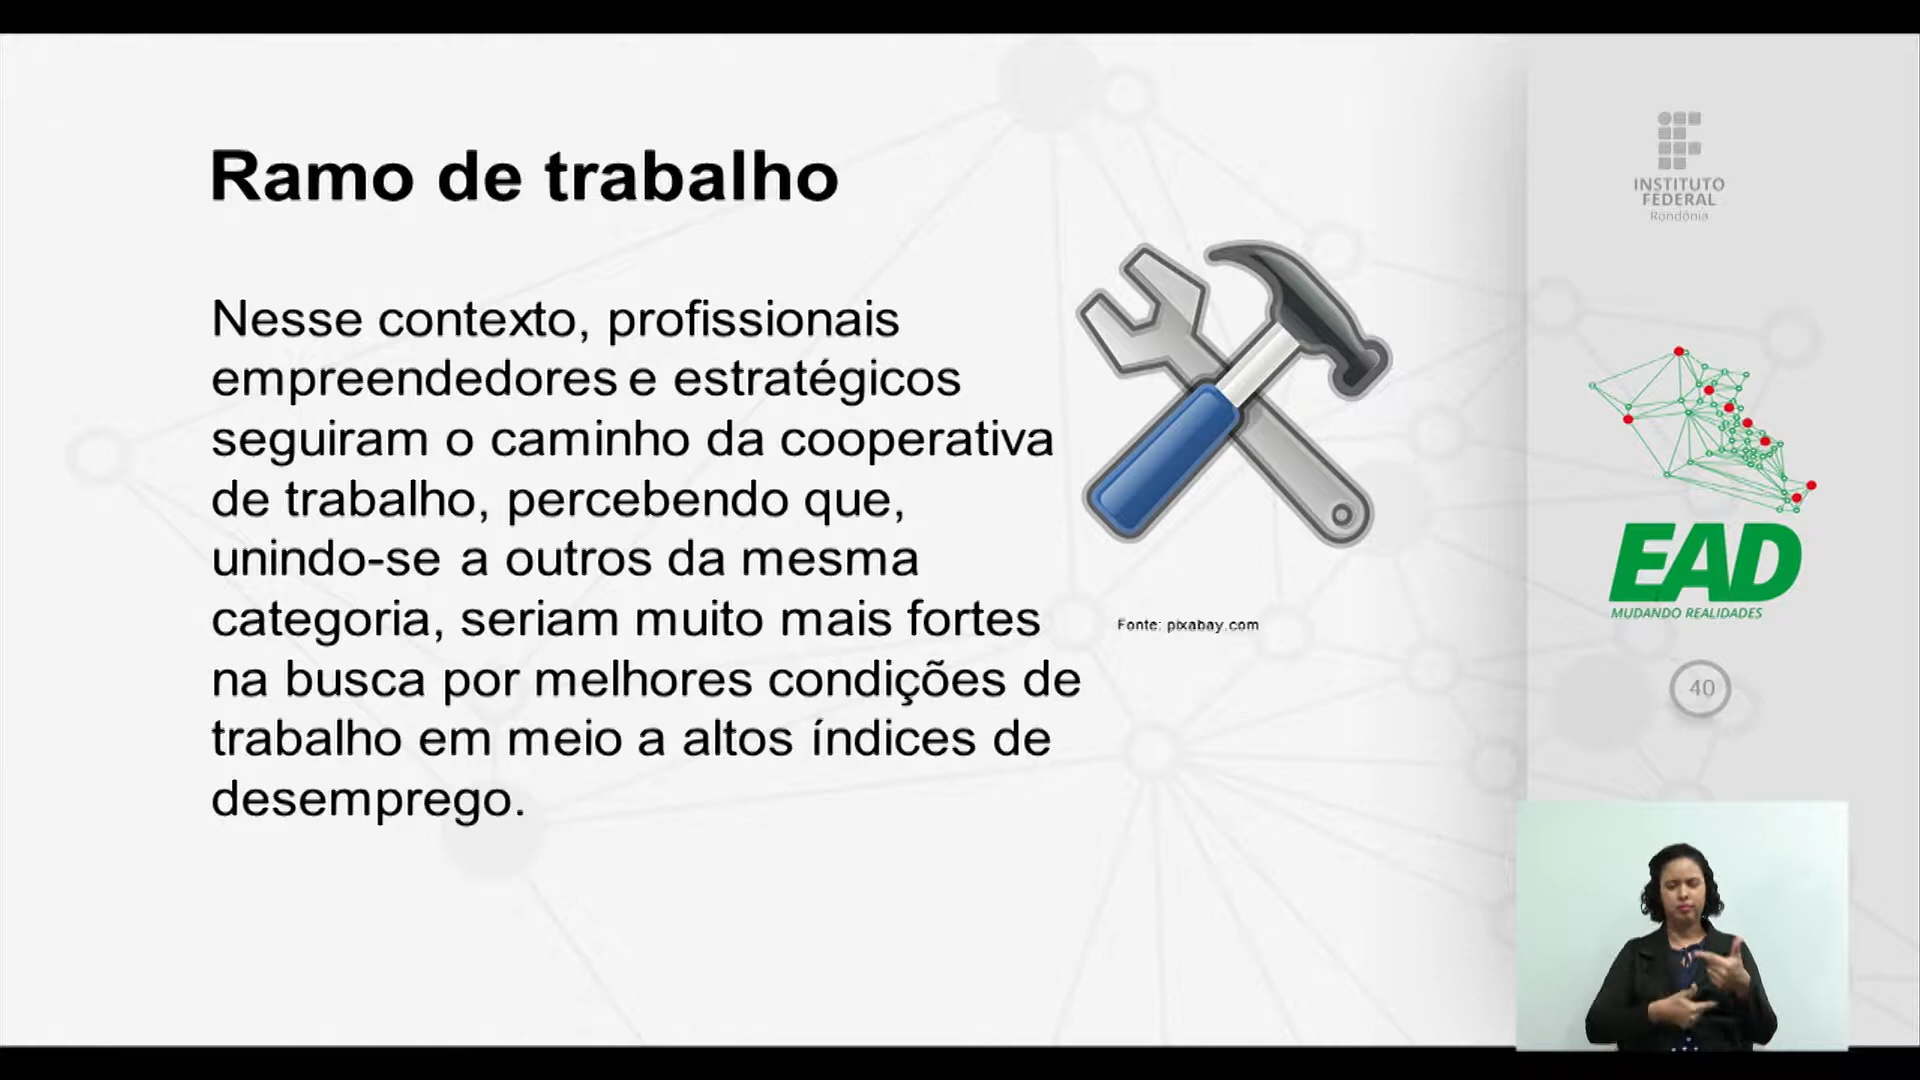 Ramo de trabalho
Nesse contexto, profissionais
empreendedores e estratégicos
seguiram o caminho da cooperativa
de trabalho, percebendo que,
unindo-se a outros da mesma
categoria, seriam muito mais fortes
na busca por melhores condições de
trabalho em meio a altos índices de
desemprego.
Fonte: pixabay.com
INSTITUTO
FEDERAL
Rondônia
EAD
MUDANDO REALIDADES
40